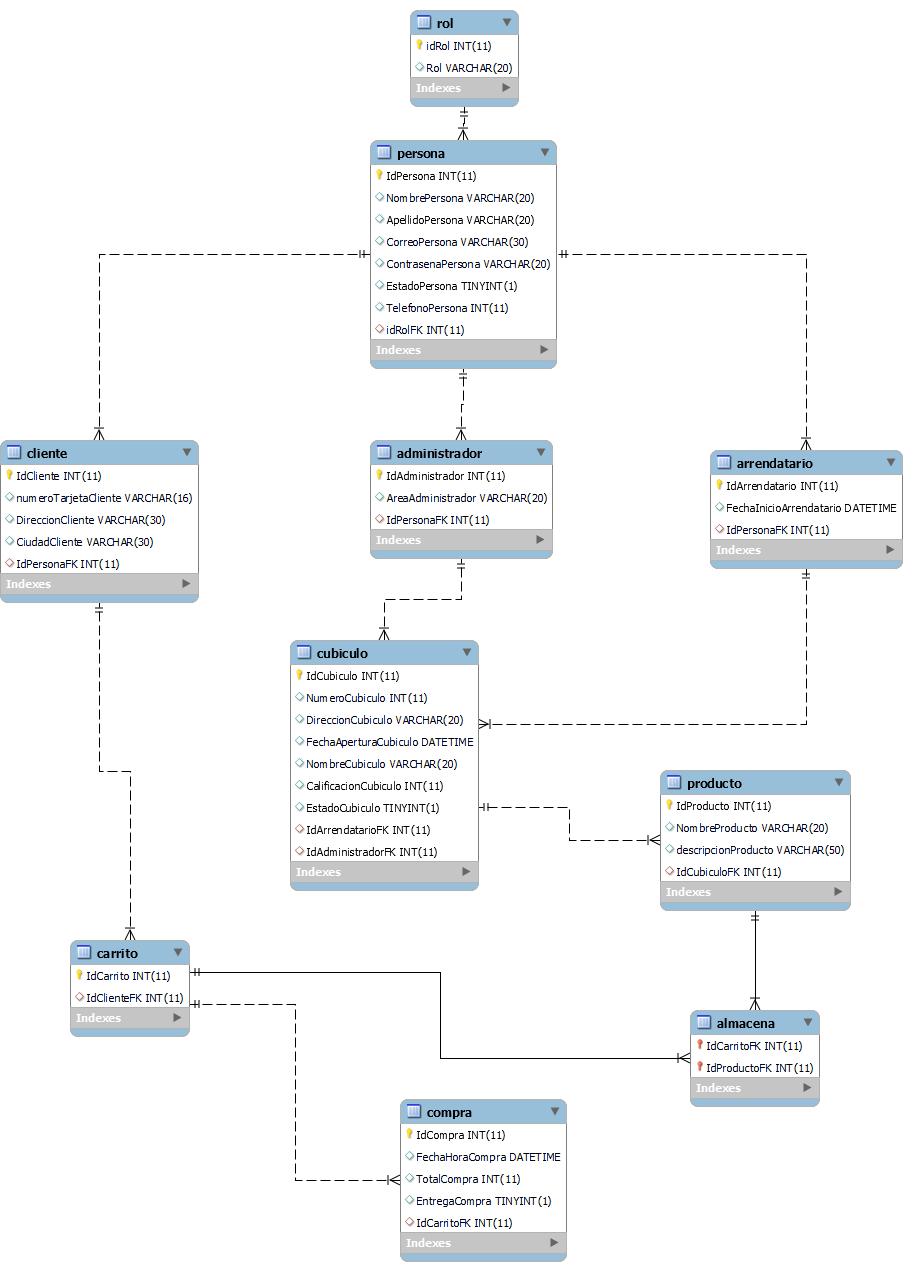 rol
idRol INT(11)
Rol VARCHAR(20)
Indexes
persona
IdPersona INT(11)
NombrePersona VARCHAR(20)
ApellidoPersona VARCHAR(20)
CorreoPersona VARCHAR(30)
ContrasenaPersona VARCHAR(20)
EstadoPersona TINYINT(1)
TelefonoPersona INT(11)
idRolFK INT(11)
Indexes
cliente
IdCliente INT(11)
numeroTarjetaCliente VARCHAR(16)
DireccionCliente VARCHAR(30)
CiudadCliente VARCHAR(30)
IdPersonaFK INT(11)
Indexes
administrador
IdAdministrador INT(11)
AreaAdministrador VARCHAR(20)
IdPersonaFK INT(11)
Indexes
arrendatario
IdArrendatario INT(11)
FechaInicioArrendatario DATETIME
IdPersonaFK INT(11)
Indexes
cubiculo
IdCubiculo INT(11)
NumeroCubiculo INT(11)
DireccionCubiculo VARCHAR(20)
FechaAperturaCubiculo DATETIME
NombreCubiculo VARCHAR(20)
CalificacionCubiculo INT(11)
EstadoCubiculo TINYINT(1)
IdArrendatarioFK INT(11)
IdAdministradorFK INT(11)
Indexes
producto
IdProducto INT(11)
NombreProducto VARCHAR(20)
descripcionProducto VARCHAR(50)
IdCubiculoFK INT(11)
Indexes
carrito
IdCarrito INT(11)
IdClienteFK INT(11)
Indexes
almacena
IdCarritoFK INT(11)
IdProductoFK INT(11)
Indexes
compra
IdCompra INT(11)
FechaHoraCompra DATETIME
TotalCompra INT(11)
EntregaCompra TINYINT(1)
IdCarritoFK INT(11)
Indexes